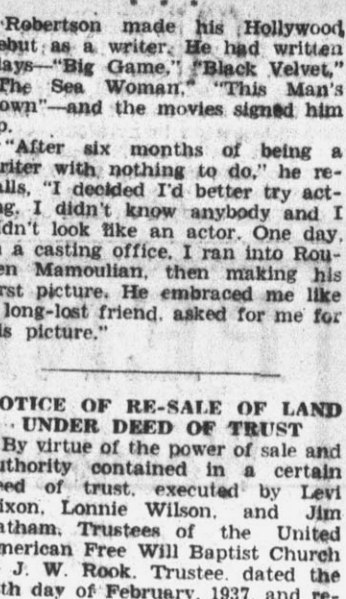 "Robertson made his Hollywood
ebut as a writer. He had written
lays—"Big Game," "Black Velvet,"
The Sea Woman," "This Man's
own"—and the movies signed him
p.
"After six months of being a
riter with nothing to do," he re-
alls, "I decided I'd better try act-
ng. I didn't know anybody and I
idn't look like an actor. One day,
n a casting office, I ran into Rou-
en Mamoulian, then making his
rst picture. He embraced me like
long-lost friend, asked for me for
is picture."
OTICE OF RE-SALE OF LAND
UNDER DEED OF TRUST
By virtue of the power of sale and
uthority contained in a certain
eed of trust, executed by Levi
ixon, Lonnie Wilson, and Jim
atham, Trustees of the United
merican Free Will Baptist Church
J. W. Rook, Trustee, dated the
th day of February, 1937, and re-